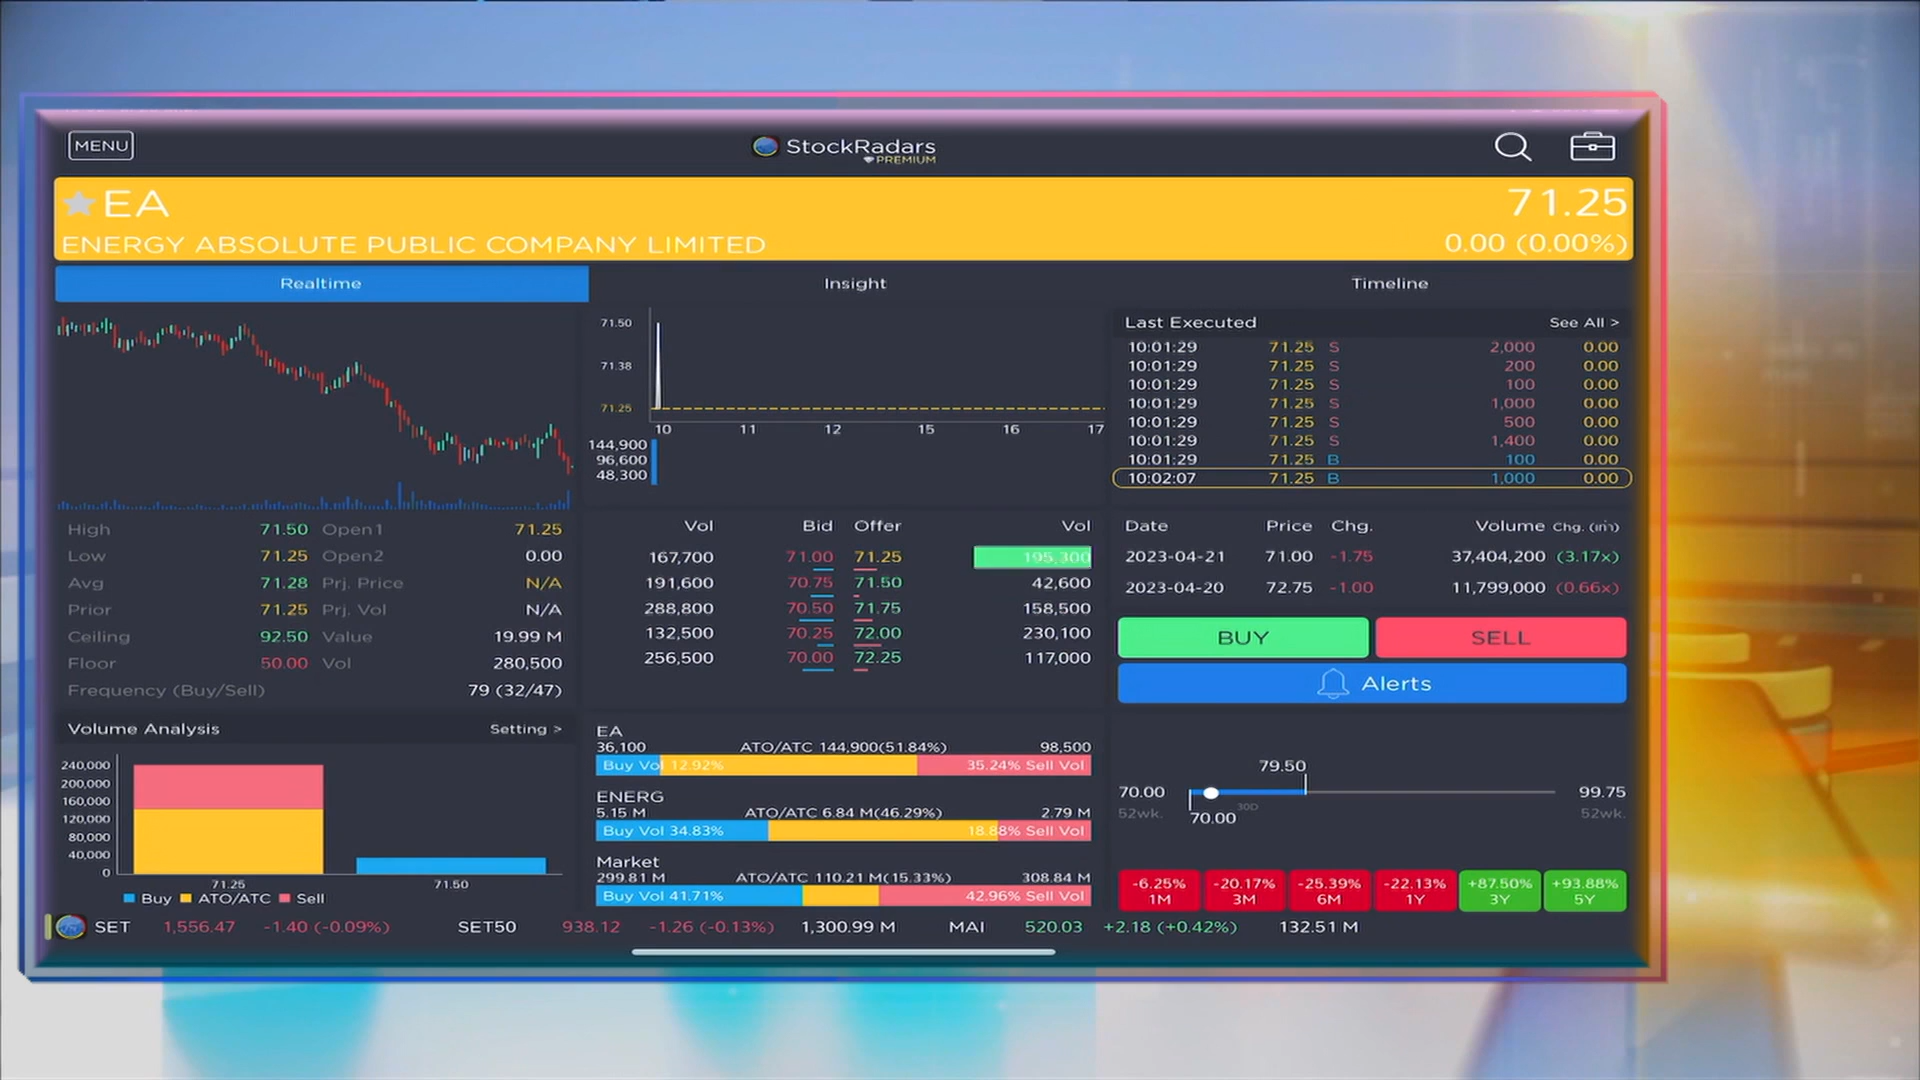 MENU
StockRadars
PREMIUM
EA
71.25
ENERGY ABSOLUTE PUBLIC COMPANY LIMITED
0.00 (0.00%)
Realtime
Insight
Timeline
71.50
71.38
71.25
10 11 12 15 16 17
144,900
96,600
48,300
Last Executed See All >
10:01:29 71.25 S 2,000 0.00
10:01:29 71.25 S 200 0.00
10:01:29 71.25 S 100 0.00
10:01:29 71.25 S 1,000 0.00
10:01:29 71.25 S 500 0.00
10:01:29 71.25 S 1,400 0.00
10:01:29 71.25 B 100 0.00
10:02:07 71.25 B 1,000 0.00
High 71.50 Open1 71.25
Low 71.25 Open2 0.00
Avg 71.28 Prj. Price N/A
Prior 71.25 Prj. Vol N/A
Ceiling 92.50 Value 19.99 M
Floor 50.00 Vol 280,500
Frequency (Buy/Sell) 79 (32/47)
Vol Bid Offer Vol
167,700 71.00 71.25 195,300
191,600 70.75 71.50 42,600
288,800 70.50 71.75 158,500
132,500 70.25 72.00 230,100
256,500 70.00 72.25 117,000
Date Price Chg. Volume Chg. (เท่า)
2023-04-21 71.00 -1.75 37,404,200 (3.17x)
2023-04-20 72.75 -1.00 11,799,000 (0.66x)
BUY SELL
Alerts
Volume Analysis Setting >
240,000
200,000
160,000
120,000
80,000
40,000
0
71.25 71.50
Buy ATO/ATC Sell
EA
36,100 ATO/ATC 144,900(51.84%) 98,500
Buy Vol 12.92% 35.24% Sell Vol
ENERG
5.15 M ATO/ATC 6.84 M(46.29%) 2.79 M
Buy Vol 34.83% 18.88% Sell Vol
Market
299.81 M ATO/ATC 110.21 M(15.33%) 308.84 M
Buy Vol 41.71% 42.96% Sell Vol
79.50
70.00 99.75
52wk. 30D 52wk.
70.00
-6.25% -20.17% -25.39% -22.13% +87.50% +93.88%
1M 3M 6M 1Y 3Y 5Y
SET 1,556.47 -1.40 (-0.09%) SET50 938.12 -1.26 (-0.13%) 1,300.99 M MAI 520.03 +2.18 (+0.42%) 132.51 M